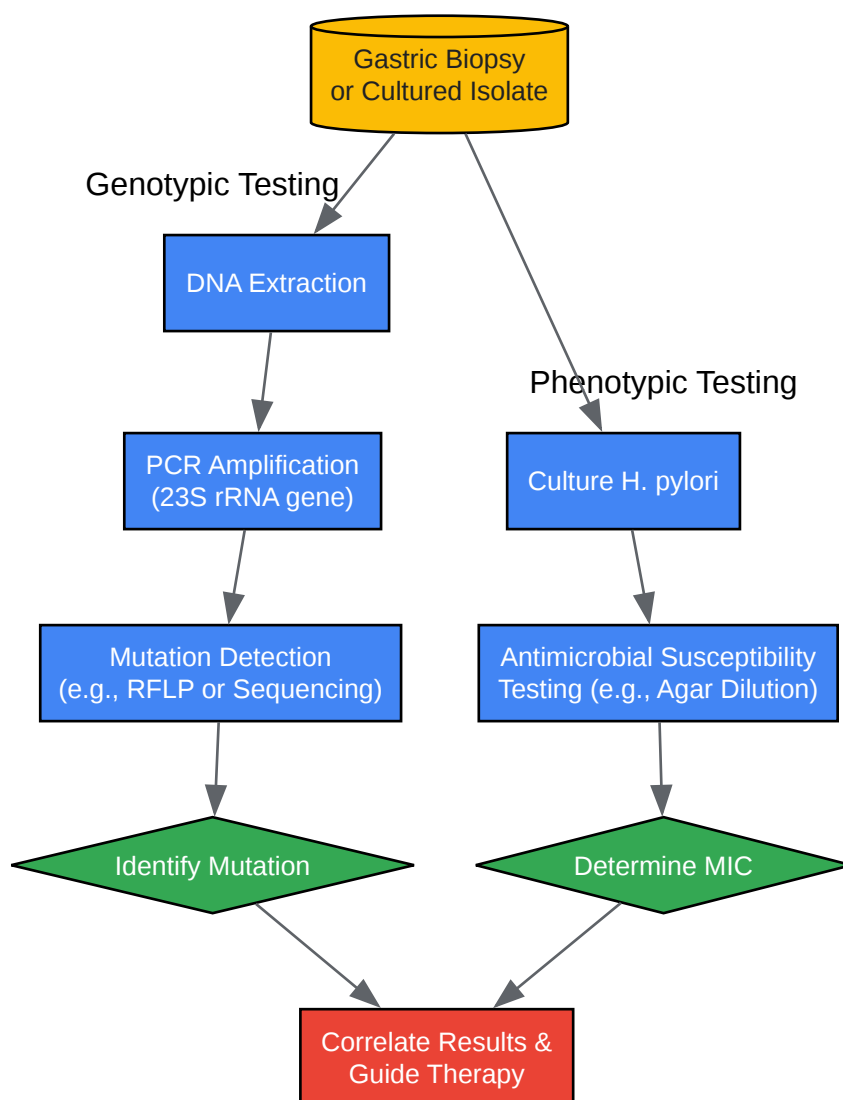 Gastric Biopsy
or Cultured Isolate
Genotypic Testing
DNA Extraction
Phenotypic Testing
PCR Amplification
(23S rRNA gene)
Culture H. pylori
Mutation Detection
(e.g., RFLP or Sequencing)
Antimicrobial Susceptibility
Testing (e.g., Agar Dilution)
Identify Mutation
Determine MIC
Correlate Results &
Guide Therapy